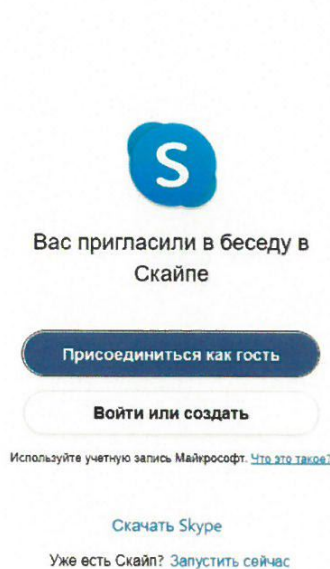 S
Вас пригласили в беседу в
Скайпе
Присоединиться как гость
Войти или создать
Используйте учетную запись Майкрософт. Что это такое?
Скачать Skype
Уже есть Скайп? Запустить сейчас